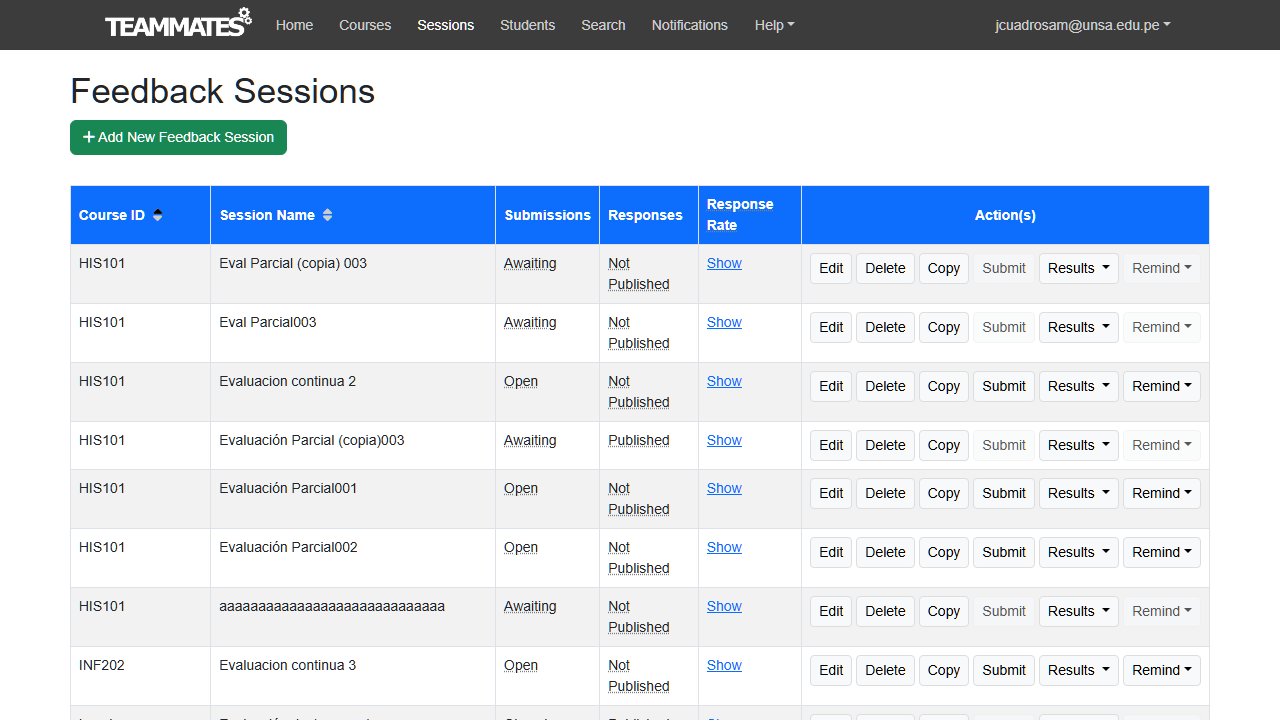 TEAMMATES Home Courses Sessions Students Search Notifications Help jcuadrosam@unsa.edu.pe
Feedback Sessions
+ Add New Feedback Session
Course ID Session Name Submissions Responses Response Rate Action(s)
HIS101 Eval Parcial (copia) 003 Awaiting Not Published Show Edit Delete Copy Submit Results Remind
HIS101 Eval Parcial003 Awaiting Not Published Show Edit Delete Copy Submit Results Remind
HIS101 Evaluacion continua 2 Open Not Published Show Edit Delete Copy Submit Results Remind
HIS101 Evaluación Parcial (copia)003 Awaiting Published Show Edit Delete Copy Submit Results Remind
HIS101 Evaluación Parcial001 Open Not Published Show Edit Delete Copy Submit Results Remind
HIS101 Evaluación Parcial002 Open Not Published Show Edit Delete Copy Submit Results Remind
HIS101 aaaaaaaaaaaaaaaaaaaaaaaaaaaaa Awaiting Not Published Show Edit Delete Copy Submit Results Remind
INF202 Evaluacion continua 3 Open Not Published Show Edit Delete Copy Submit Results Remind